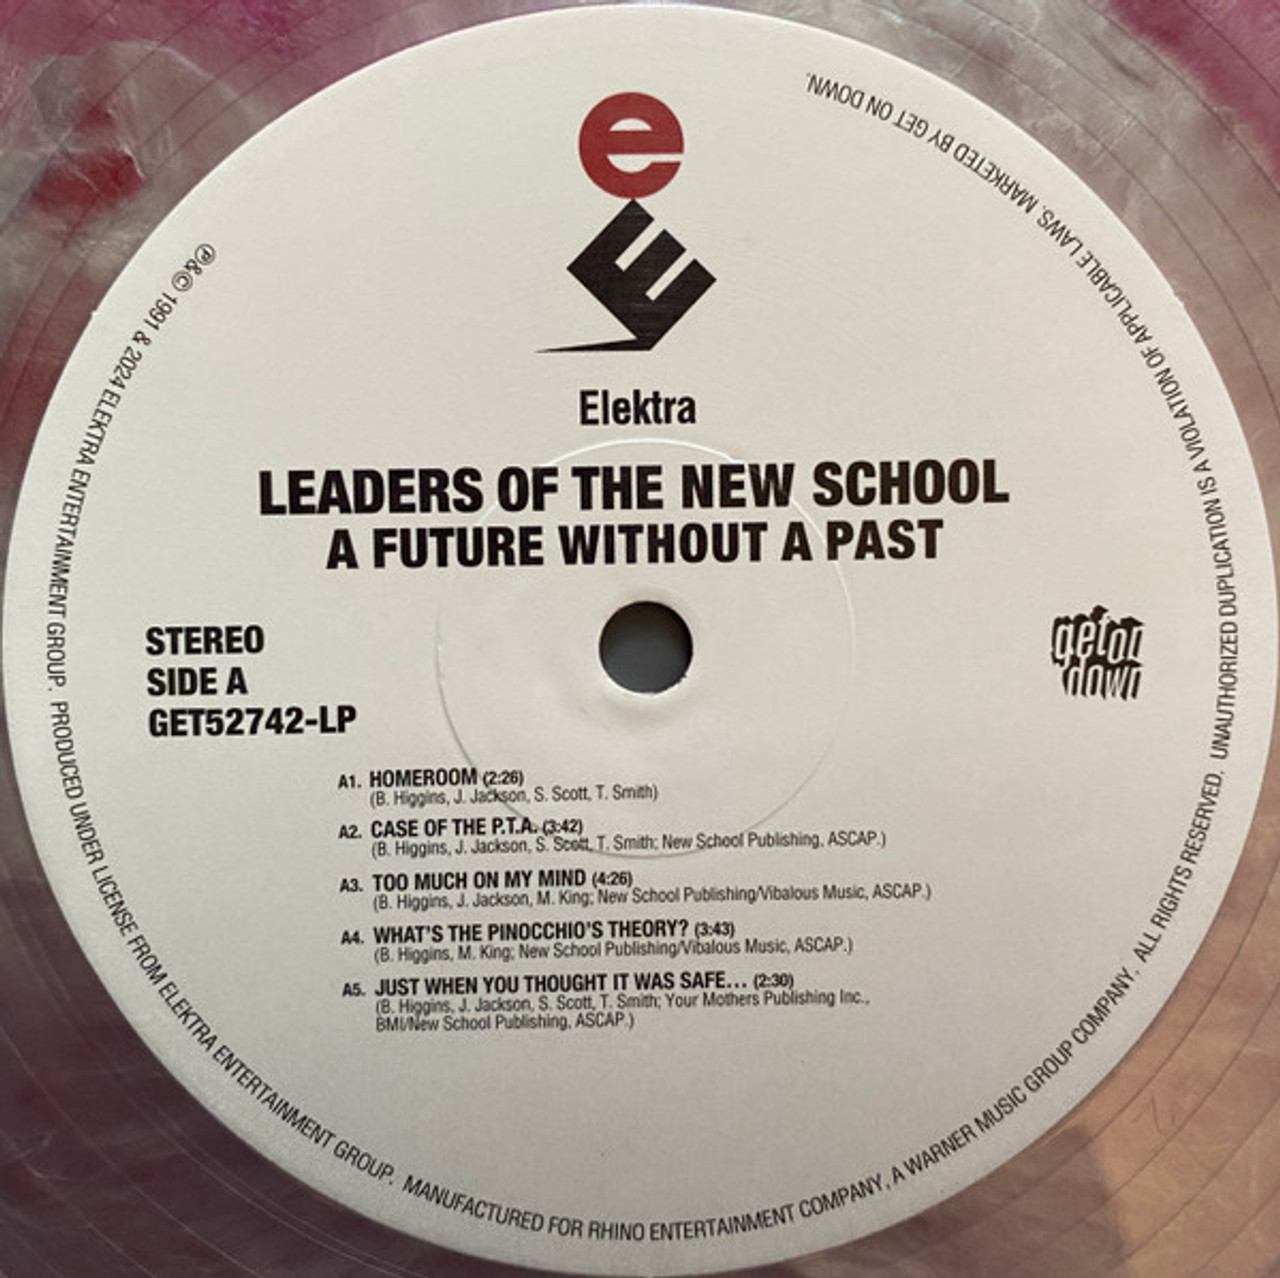 e
E
Elektra
LEADERS OF THE NEW SCHOOL
A FUTURE WITHOUT A PAST
STEREO
SIDE A
GET52742-LP
get on
down
A1. HOMEROOM (2:26)
(B. Higgins, J. Jackson, S. Scott, T. Smith)
A2. CASE OF THE P.T.A. (3:42)
(B. Higgins, J. Jackson, S. Scott, T. Smith; New School Publishing, ASCAP.)
A3. TOO MUCH ON MY MIND (4:26)
(B. Higgins, J. Jackson, M. King; New School Publishing/Vibalous Music, ASCAP.)
A4. WHAT'S THE PINOCCHIO'S THEORY? (3:43)
(B. Higgins, M. King; New School Publishing/Vibalous Music, ASCAP.)
A5. JUST WHEN YOU THOUGHT IT WAS SAFE... (2:30)
(B. Higgins, J. Jackson, S. Scott, T. Smith; Your Mothers Publishing Inc.,
BMI/New School Publishing, ASCAP.)
℗&© 1991 & 2024 ELEKTRA ENTERTAINMENT GROUP. PRODUCED UNDER LICENSE FROM ELEKTRA ENTERTAINMENT GROUP. MANUFACTURED FOR RHINO ENTERTAINMENT COMPANY, A WARNER MUSIC GROUP COMPANY. ALL RIGHTS RESERVED. UNAUTHORIZED DUPLICATION IS A VIOLATION OF APPLICABLE LAWS. MARKETED BY GET ON DOWN.